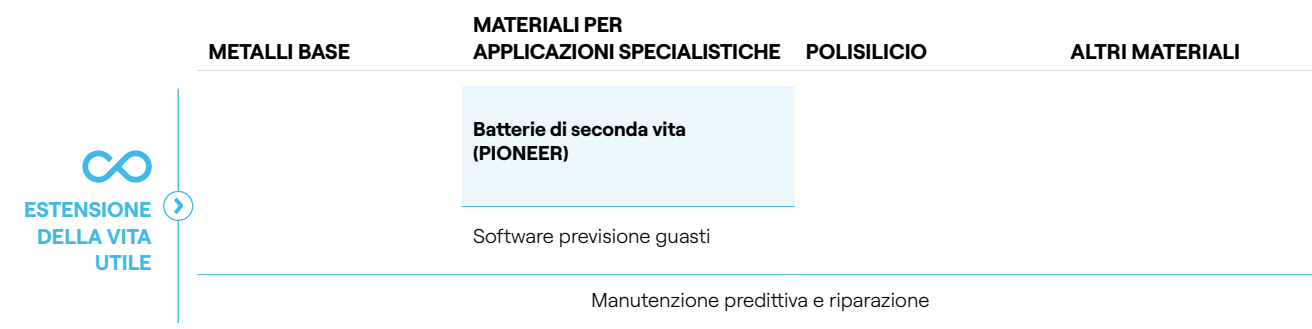 METALLI BASE
MATERIALI PER
APPLICAZIONI SPECIALISTICHE
POLISILICIO
ALTRI MATERIALI
ESTENSIONE
DELLA VITA
UTILE
Batterie di seconda vita
(PIONEER)
Software previsione guasti
Manutenzione predittiva e riparazione